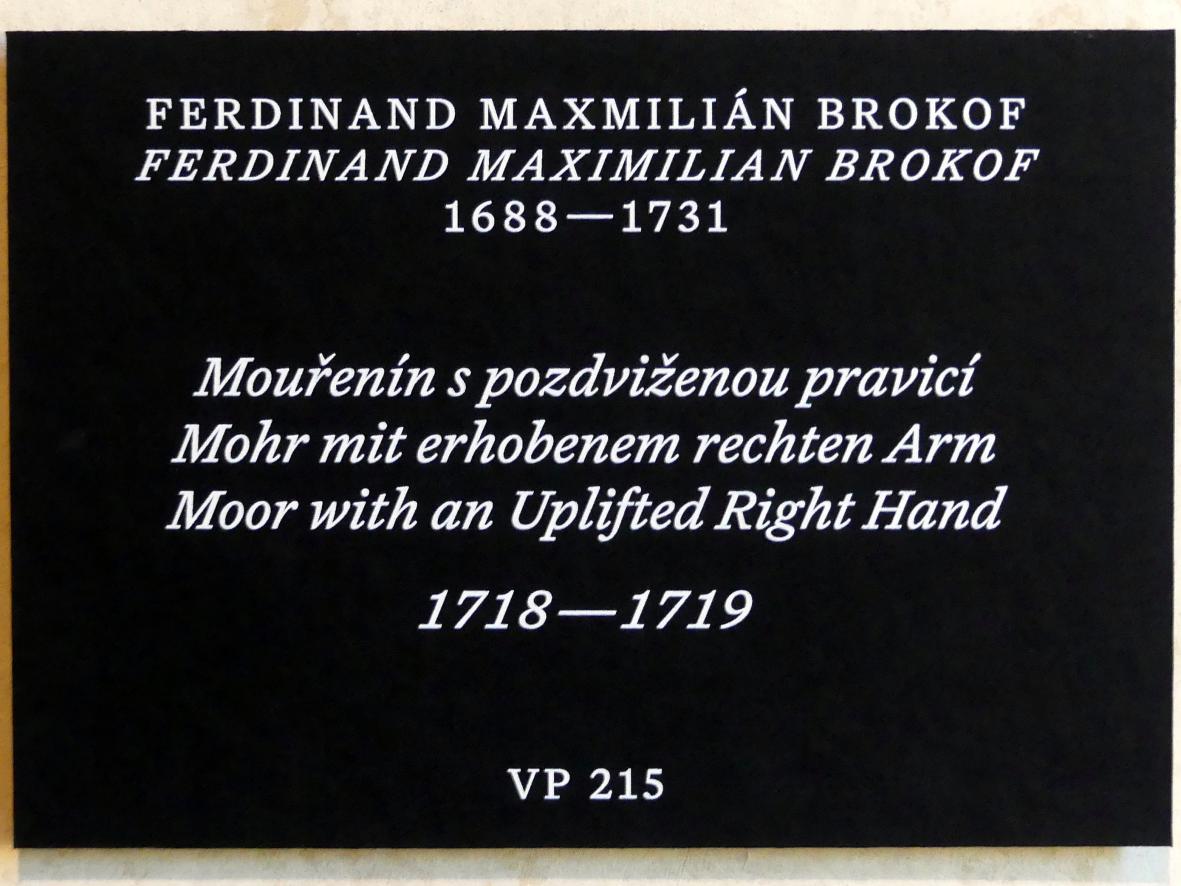 FERDINAND MAXMILIÁN BROKOF
FERDINAND MAXIMILIAN BROKOF
1688—1731
Mouřenín s pozdviženou pravicí
Mohr mit erhobenem rechten Arm
Moor with an Uplifted Right Hand
1718—1719
VP 215